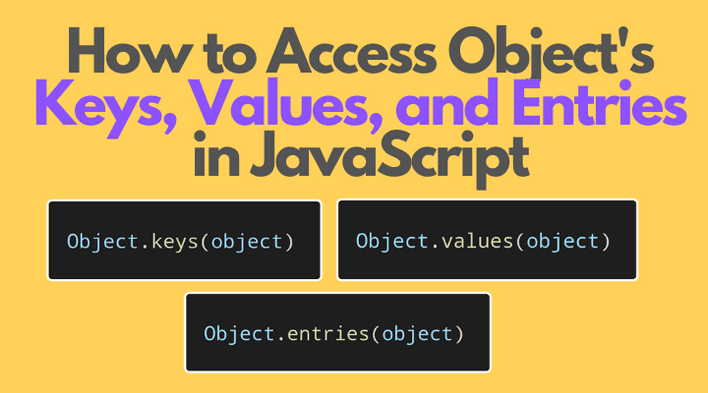 How to Access Object's
Keys, Values, and Entries
in JavaScript
Object.keys(object)
Object.values(object)
Object.entries(object)